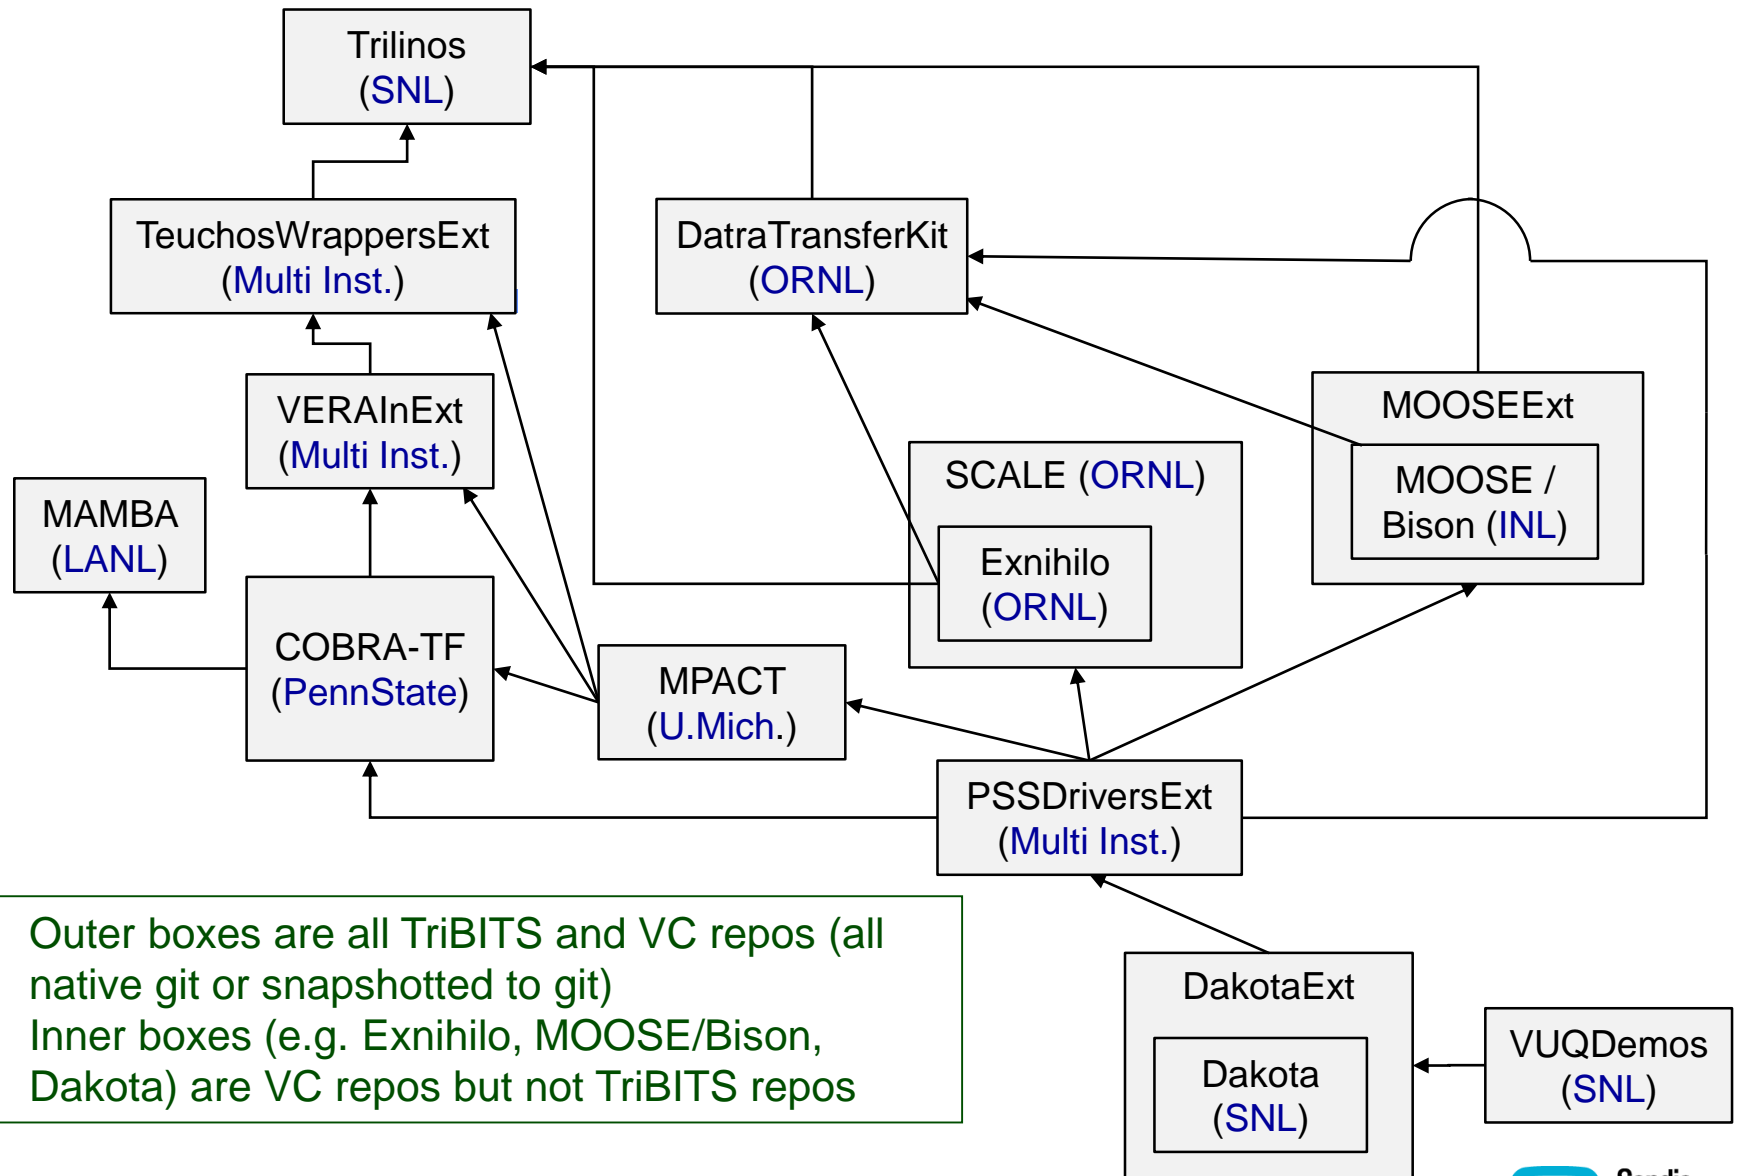 Trilinos
(SNL)
TeuchosWrappersExt
(Multi Inst.)
DatraTransferKit
(ORNL)
VERAInExt
(Multi Inst.)
MOOSEExt
MOOSE /
Bison (INL)
SCALE (ORNL)
Exnihilo
(ORNL)
MAMBA
(LANL)
COBRA-TF
(PennState)
MPACT
(U.Mich.)
PSSDriversExt
(Multi Inst.)
Outer boxes are all TriBITS and VC repos (all
native git or snapshotted to git)
Inner boxes (e.g. Exnihilo, MOOSE/Bison,
Dakota) are VC repos but not TriBITS repos
DakotaExt
Dakota
(SNL)
VUQDemos
(SNL)